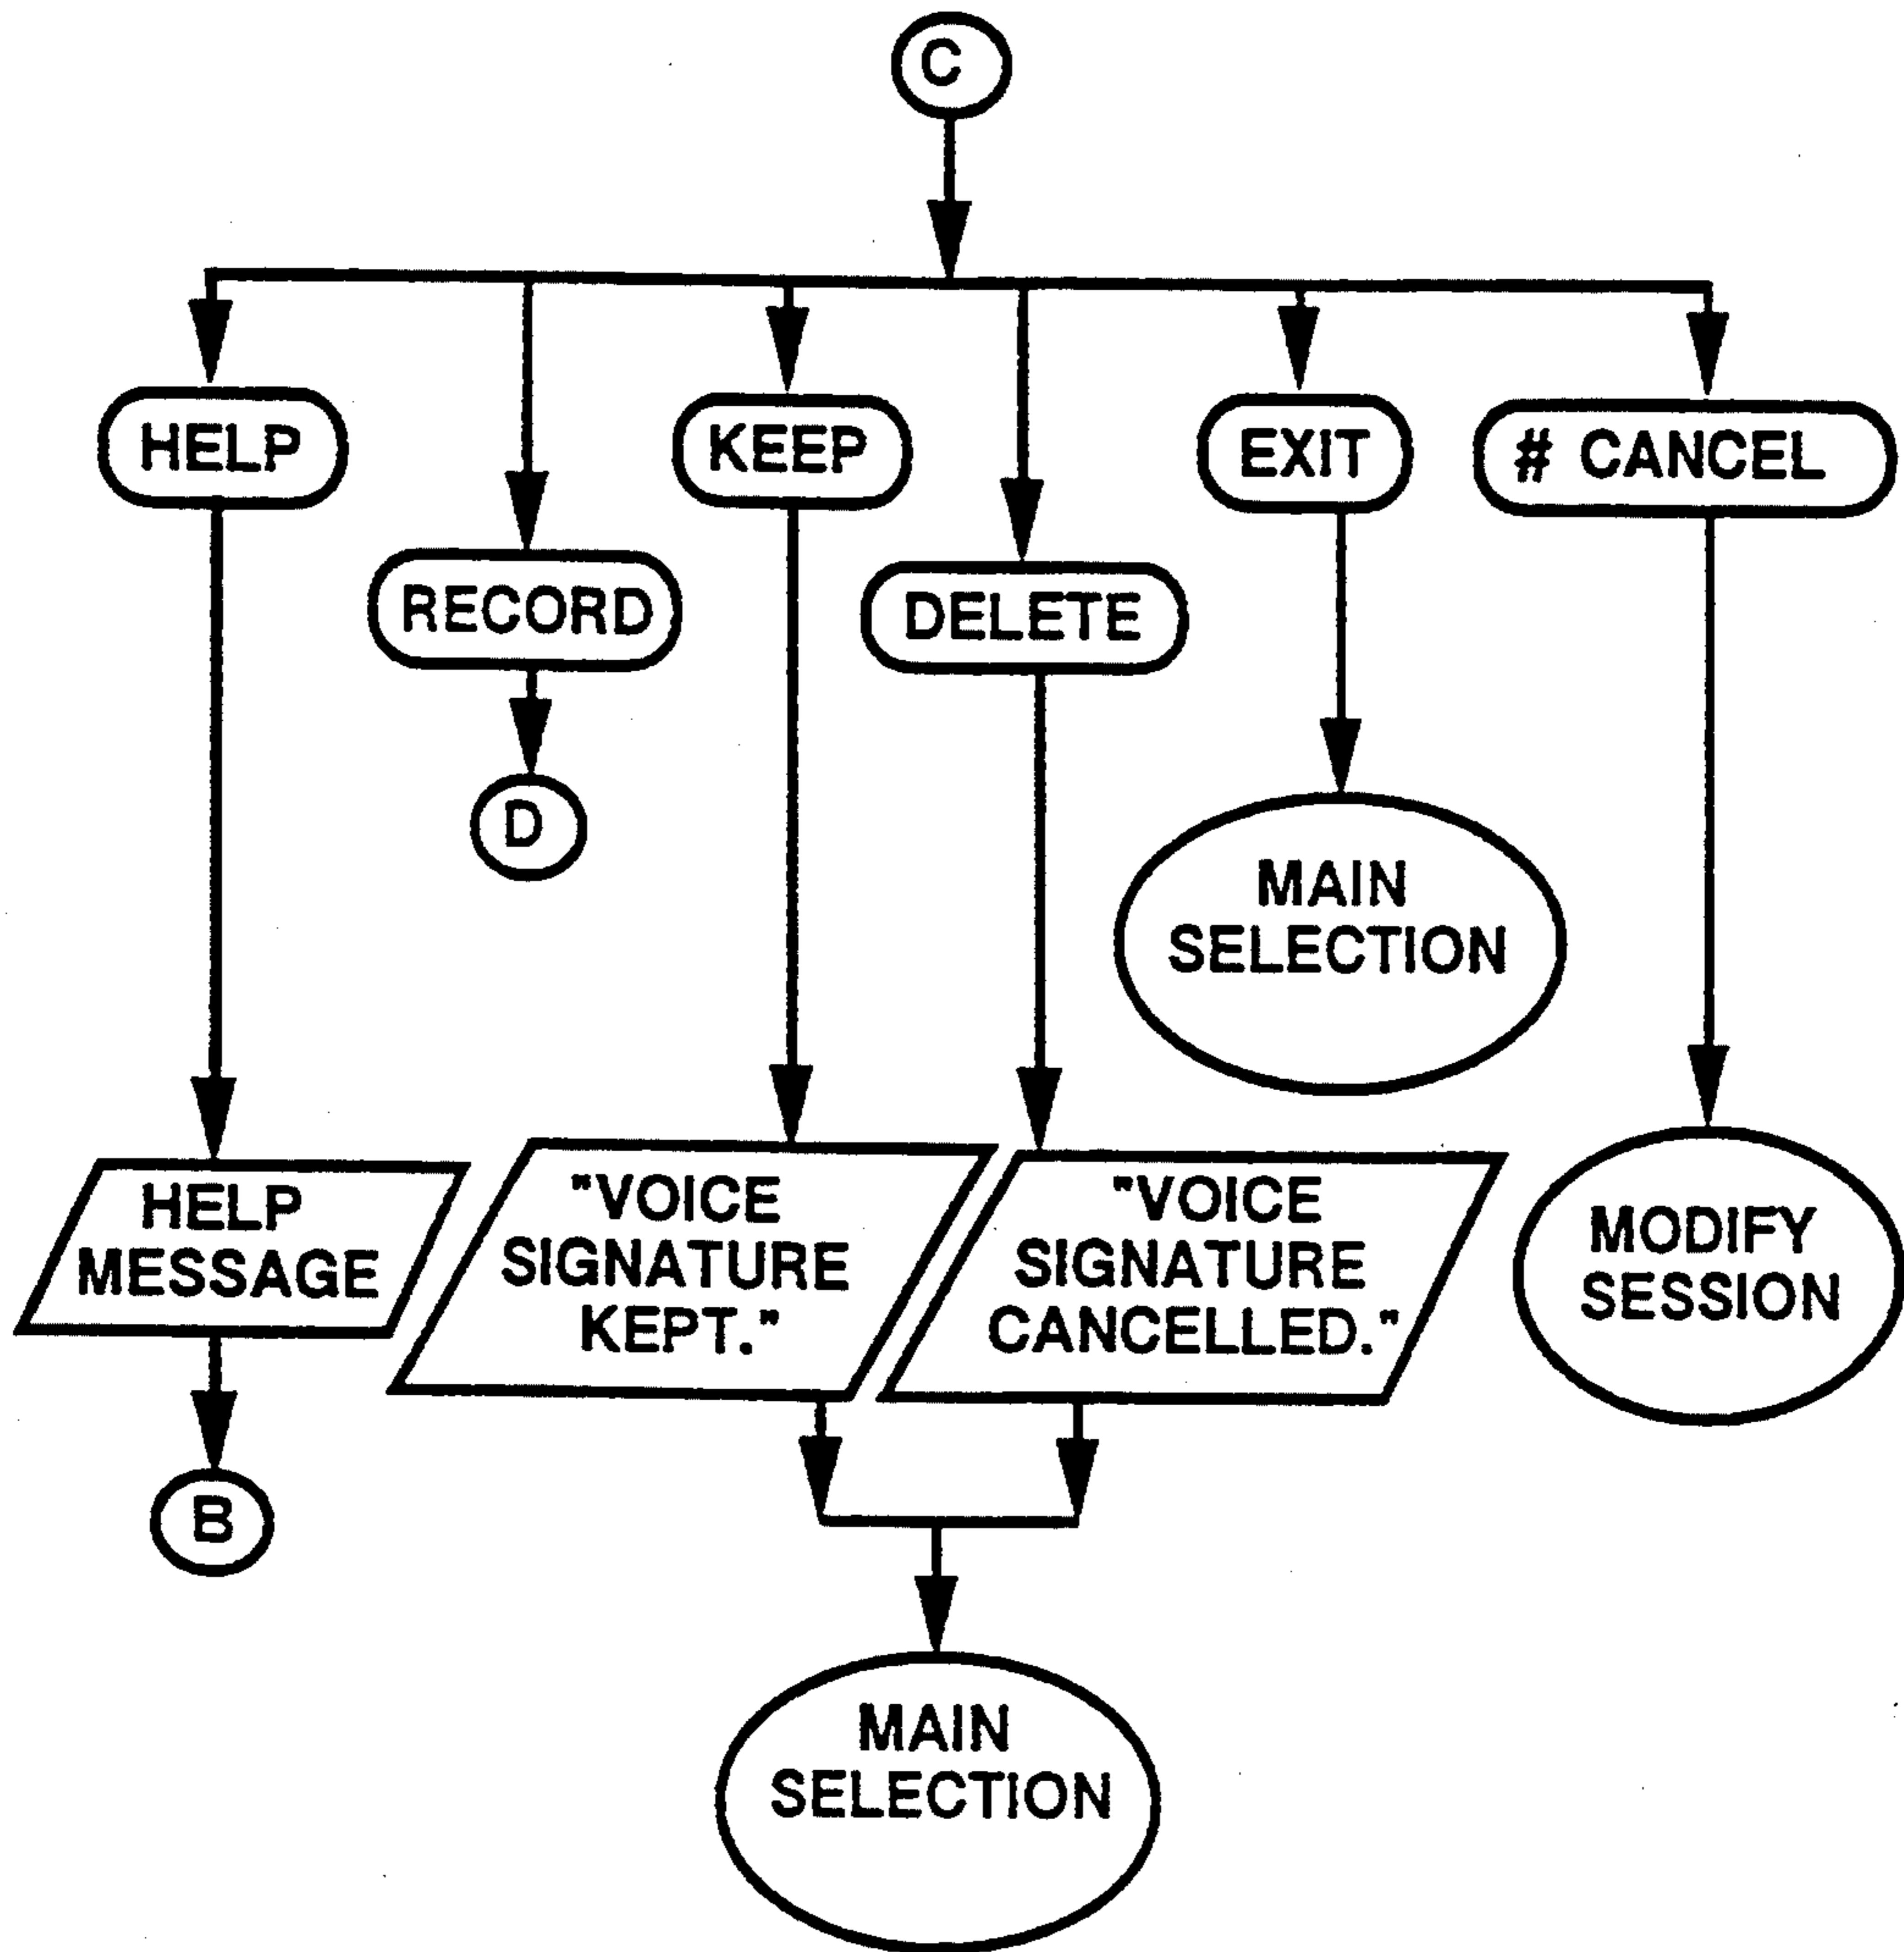 C
HELP
KEEP
EXIT
# CANCEL
RECORD
DELETE
D
MAIN
SELECTION
HELP
MESSAGE
"VOICE
SIGNATURE
KEPT."
"VOICE
SIGNATURE
CANCELLED."
MODIFY
SESSION
B
MAIN
SELECTION